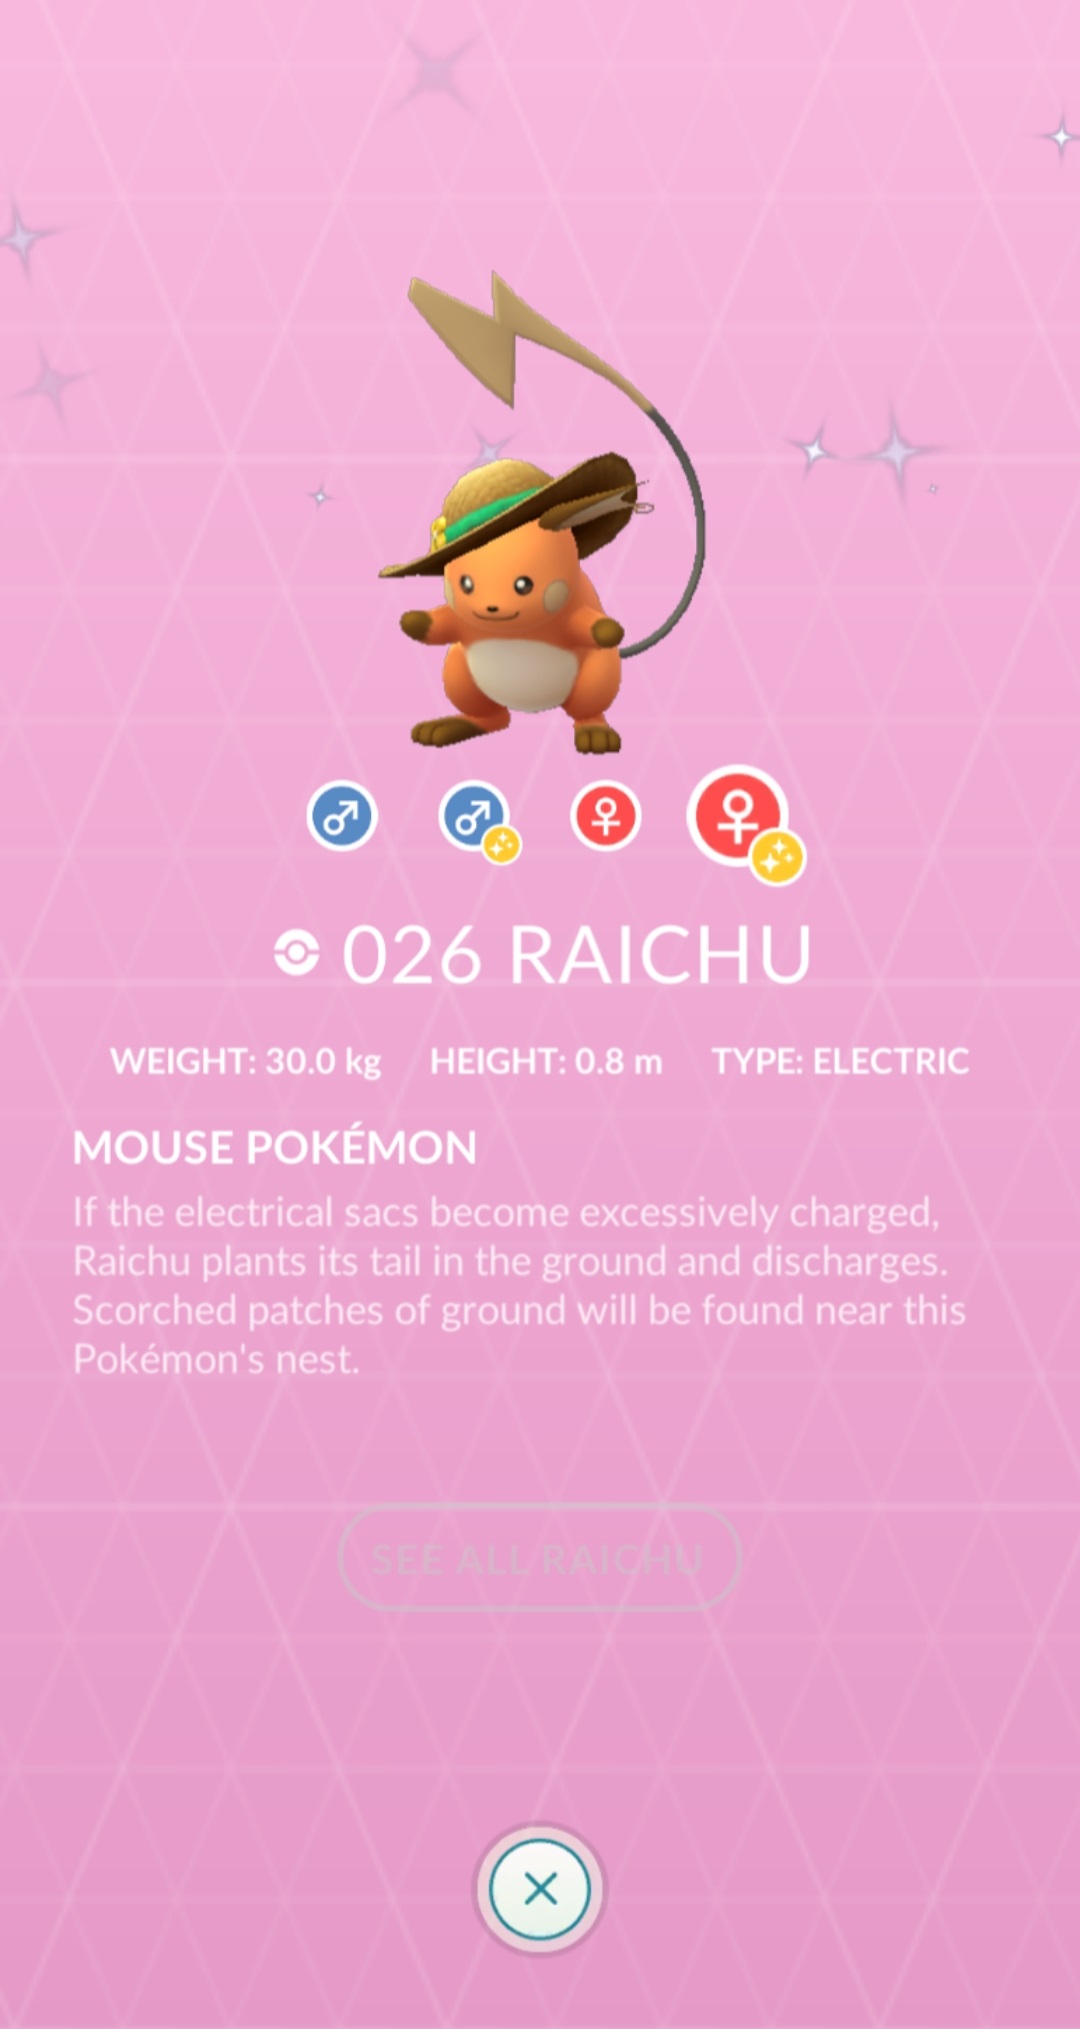 026 RAICHU
WEIGHT: 30.0 kg HEIGHT: 0.8 m TYPE: ELECTRIC
MOUSE POKÉMON
If the electrical sacs become excessively charged,
Raichu plants its tail in the ground and discharges.
Scorched patches of ground will be found near this
Pokémon's nest.
SEE ALL RAICHU